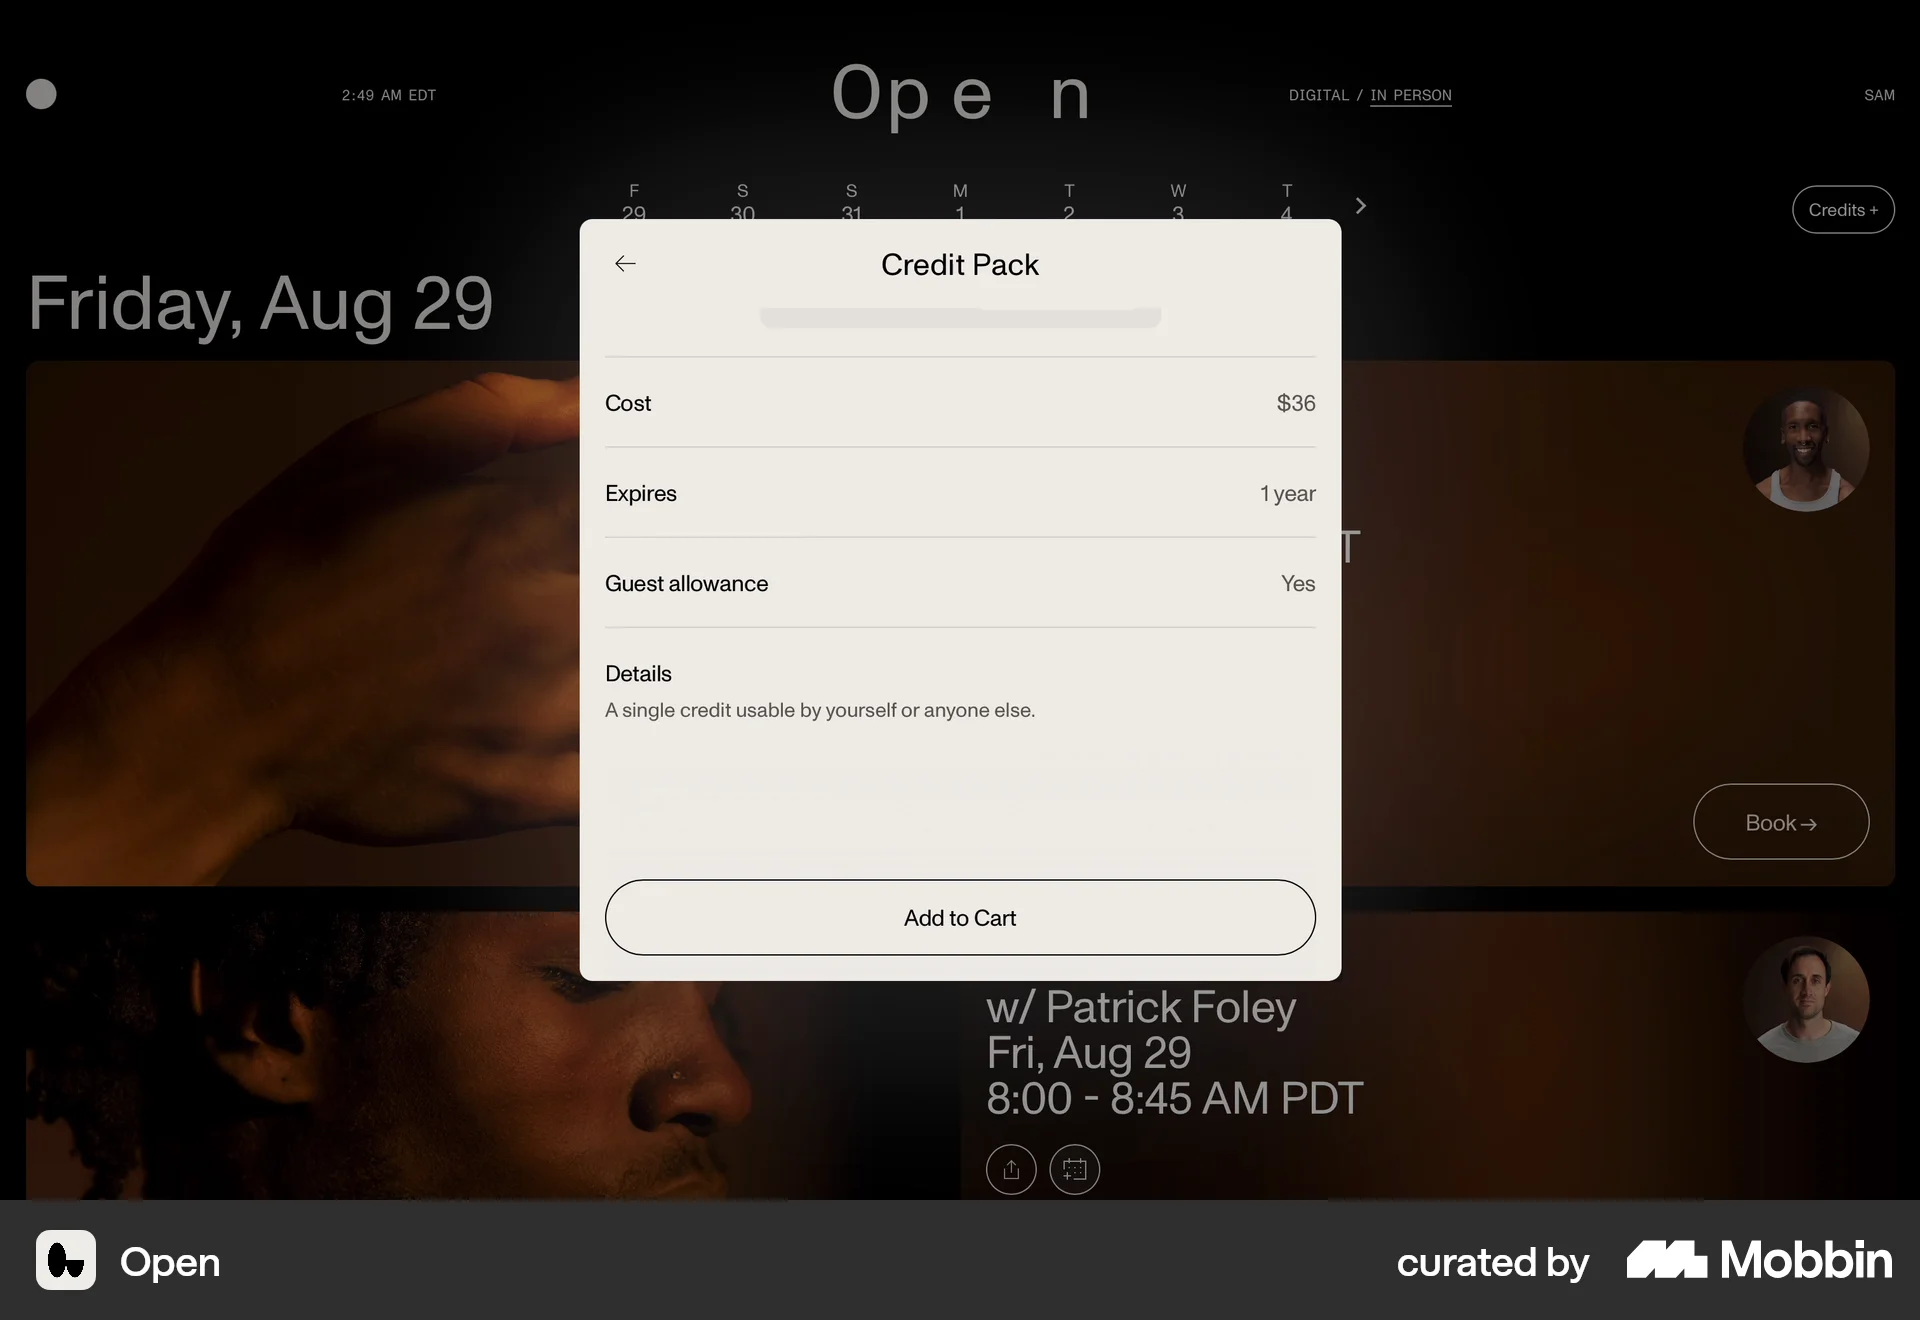 2:49 AM EDT
Open
DIGITAL / IN PERSON
SAM
F S S M T W T
29 30 31 1 2 3 4
Credits +
Friday, Aug 29
Credit Pack
Cost $36
Expires 1 year
Guest allowance Yes
Details
A single credit usable by yourself or anyone else.
Add to Cart
T
Book →
w/ Patrick Foley
Fri, Aug 29
8:00 - 8:45 AM PDT
Open
curated by Mobbin